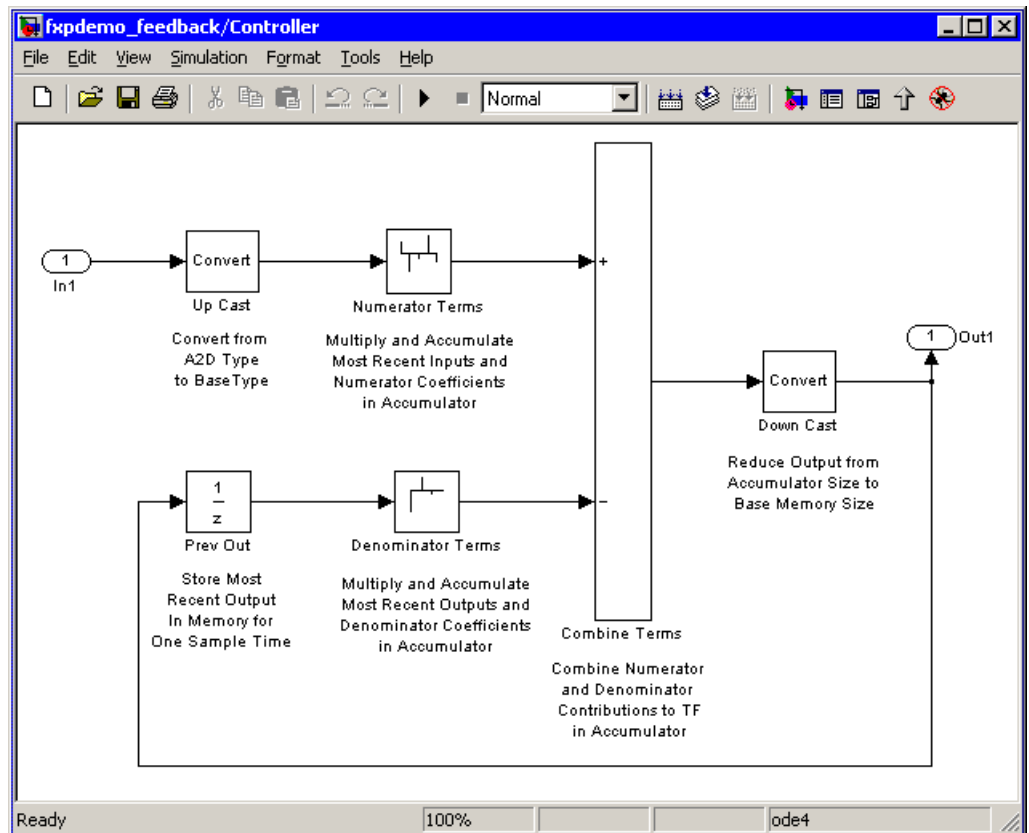 fxpdemo_feedback/Controller
File Edit View Simulation Format Tools Help
Normal
1
In1
Convert
Up Cast
Convert from
A2D Type
to BaseType
Numerator Terms
Multiply and Accumulate
Most Recent Inputs and
Numerator Coefficients
in Accumulator
+
1
Out1
Convert
Down Cast
Reduce Output from
Accumulator Size to
Base Memory Size
1
z
Prev Out
Store Most
Recent Output
In Memory for
One Sample Time
Denominator Terms
Multiply and Accumulate
Most Recent Outputs and
Denominator Coefficients
in Accumulator
−
Combine Terms
Combine Numerator
and Denominator
Contributions to TF
in Accumulator
Ready 100% ode4